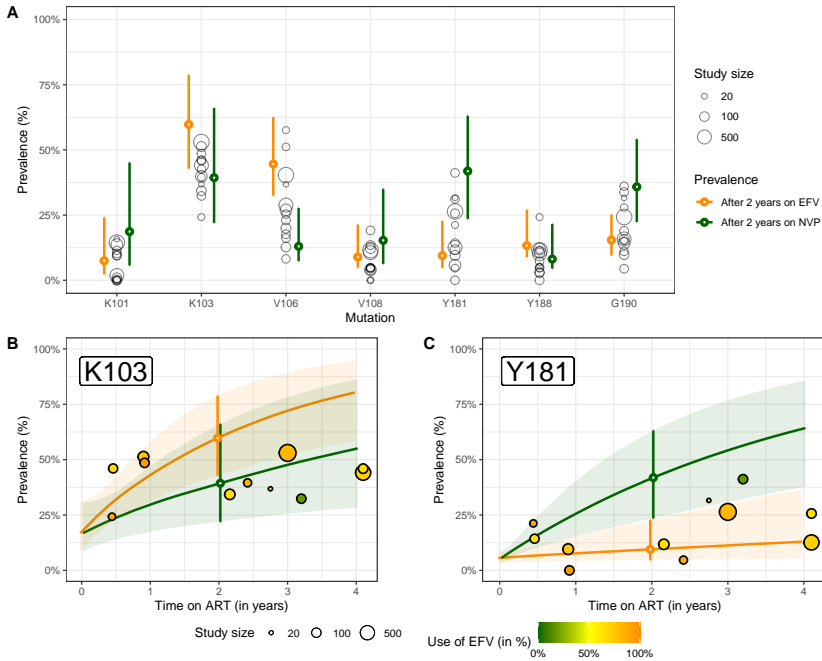 A
100%
75%
50%
25%
0%
Prevalence (%)
K101 K103 V106 V108 Y181 Y188 G190
Mutation
Study size
20
100
500
Prevalence
After 2 years on EFV
After 2 years on NVP
B
K103
100%
75%
50%
25%
0%
Prevalence (%)
0 1 2 3 4
Time on ART (in years)
C
Y181
100%
75%
50%
25%
0%
Prevalence (%)
0 1 2 3 4
Time on ART (in years)
Study size 20 100 500
Use of EFV (in %)
0% 50% 100%